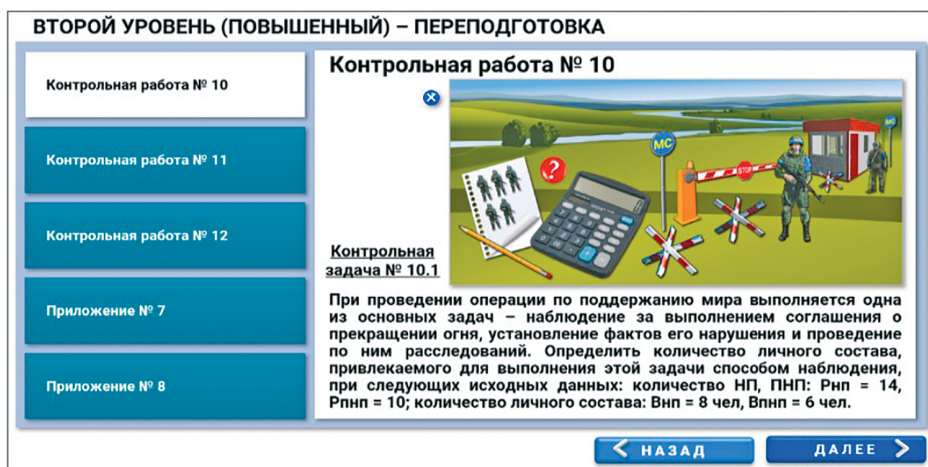 ВТОРОЙ УРОВЕНЬ (ПОВЫШЕННЫЙ) – ПЕРЕПОДГОТОВКА
Контрольная работа № 10
Контрольная работа № 11
Контрольная работа № 12
Приложение № 7
Приложение № 8
Контрольная работа № 10
МС
МС
STOP
?
0
Контрольная
задача № 10.1
При проведении операции по поддержанию мира выполняется одна
из основных задач – наблюдение за выполнением соглашения о
прекращении огня, установление фактов его нарушения и проведение
по ним расследований. Определить количество личного состава,
привлекаемого для выполнения этой задачи способом наблюдения,
при следующих исходных данных: количество НП, ПНП: Рнп = 14,
Рпнп = 10; количество личного состава: Внп = 8 чел, Впнп = 6 чел.
НАЗАД
ДАЛЕЕ